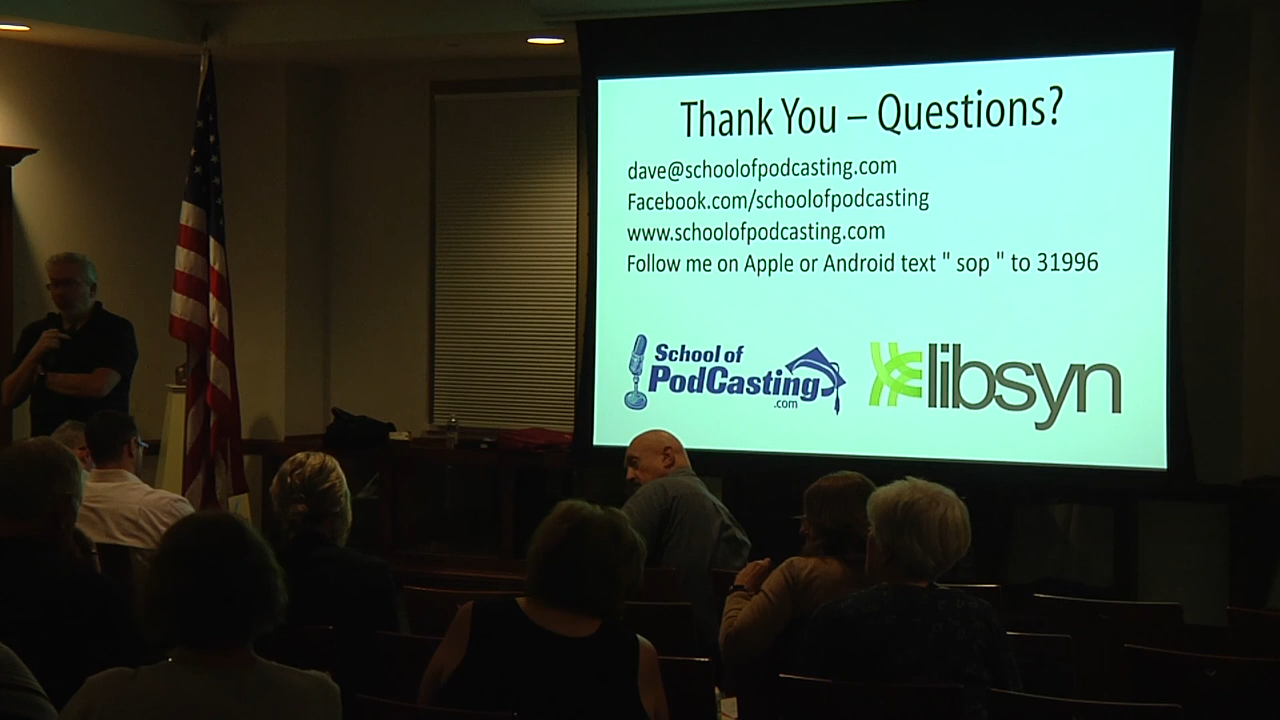 Thank You – Questions?
dave@schoolofpodcasting.com
Facebook.com/schoolofpodcasting
www.schoolofpodcasting.com
Follow me on Apple or Android text " sop " to 31996
School of
PodCasting
.com
libsyn